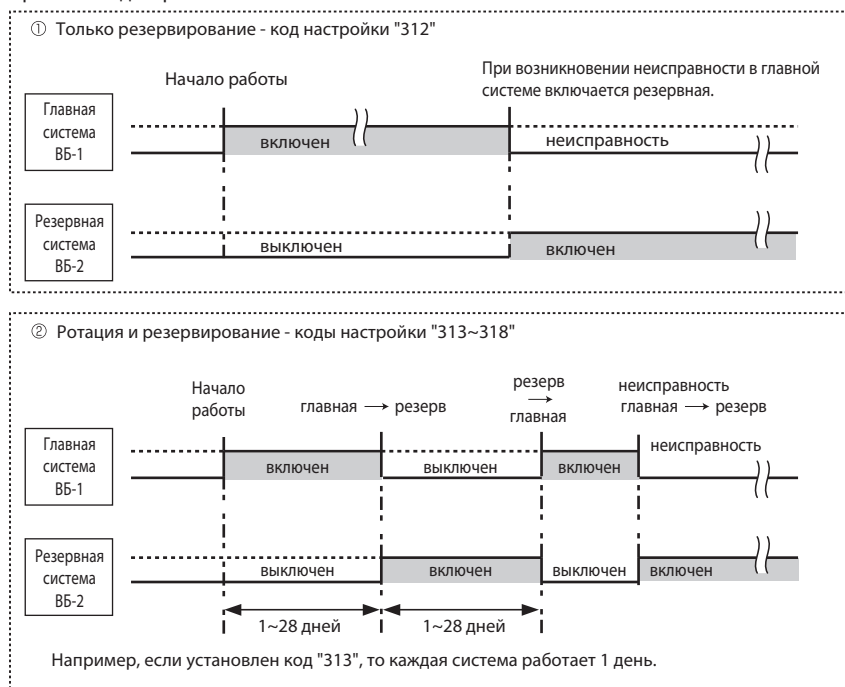 ① Только резервирование - код настройки "312"
Начало работы
При возникновении неисправности в главной
системе включается резервная.
Главная
система
ВБ-1
включен
неисправность
Резервная
система
ВБ-2
выключен
включен
② Ротация и резервирование - коды настройки "313~318"
Начало
работы
главная → резерв
резерв
→
главная
неисправность
главная → резерв
Главная
система
ВБ-1
включен
выключен
включен
неисправность
Резервная
система
ВБ-2
выключен
включен
выключен
включен
1~28 дней
1~28 дней
Например, если установлен код "313", то каждая система работает 1 день.